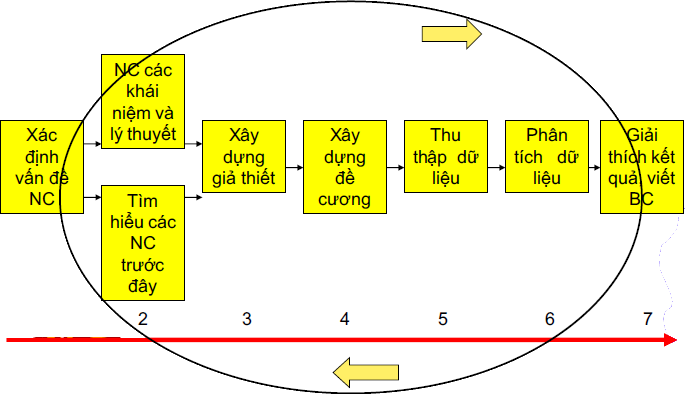 Xác
định
vấn đề
NC
NC các
khái
niệm và
lý thuyết
Tìm
hiểu các
NC
trước
đây
Xây
dựng
giả thiết
Xây
dựng
đề
cương
Thu
thập dữ
liệu
Phân
tích dữ
liệu
Giải
thích kết
quả viết
BC
2
3
4
5
6
7